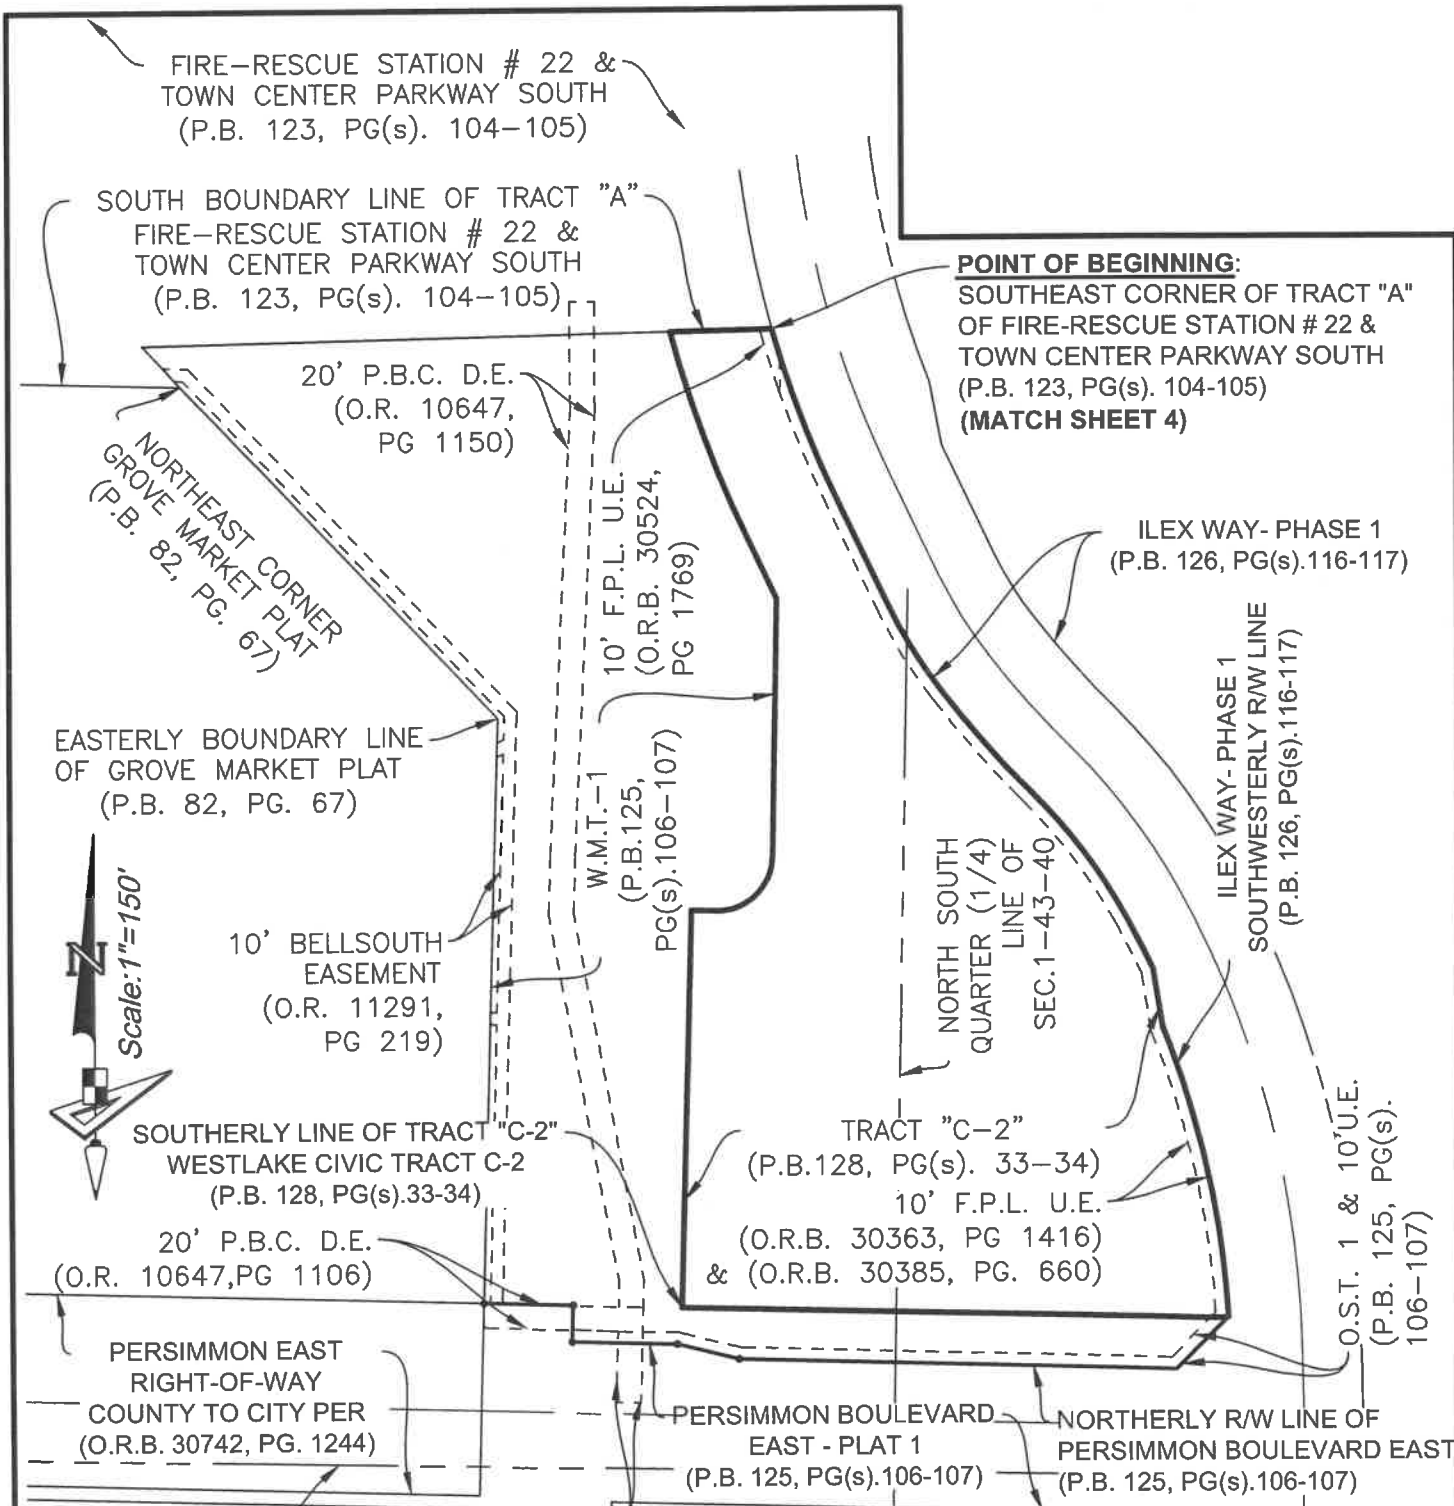 FIRE-RESCUE STATION # 22 &
TOWN CENTER PARKWAY SOUTH
(P.B. 123, PG(s). 104-105)
SOUTH BOUNDARY LINE OF TRACT "A"
FIRE-RESCUE STATION # 22 &
TOWN CENTER PARKWAY SOUTH
(P.B. 123, PG(s). 104-105)
POINT OF BEGINNING:
SOUTHEAST CORNER OF TRACT "A"
OF FIRE-RESCUE STATION # 22 &
TOWN CENTER PARKWAY SOUTH
(P.B. 123, PG(s). 104-105)
(MATCH SHEET 4)
20' P.B.C. D.E.
(O.R. 10647,
PG 1150)
NORTHEAST CORNER
GROVE MARKET PLAT
(P.B. 82, PG. 67)
10' F.P.L. U.E.
(O.R.B. 30524,
PG 1769)
ILEX WAY- PHASE 1
(P.B. 126, PG(s).116-117)
ILEX WAY- PHASE 1
SOUTHWESTERLY R/W LINE
(P.B. 126, PG(s).116-117)
EASTERLY BOUNDARY LINE
OF GROVE MARKET PLAT
(P.B. 82, PG. 67)
W.M.T.-1
(P.B.125,
PG(s).106-107)
N
Scale:1"=150'
10' BELLSOUTH
EASEMENT
(O.R. 11291,
PG 219)
NORTH SOUTH
QUARTER (1/4)
LINE OF
SEC.1-43-40
SOUTHERLY LINE OF TRACT "C-2"
WESTLAKE CIVIC TRACT C-2
(P.B. 128, PG(s).33-34)
TRACT "C-2"
(P.B.128, PG(s). 33-34)
10' F.P.L. U.E.
(O.R.B. 30363, PG 1416)
& (O.R.B. 30385, PG. 660)
O.S.T. 1 & 10'U.E.
(P.B. 125, PG(s).
106-107)
20' P.B.C. D.E.
(O.R. 10647,PG 1106)
PERSIMMON EAST
RIGHT-OF-WAY
COUNTY TO CITY PER
(O.R.B. 30742, PG. 1244)
PERSIMMON BOULEVARD
EAST - PLAT 1
(P.B. 125, PG(s).106-107)
NORTHERLY R/W LINE OF
PERSIMMON BOULEVARD EAST
(P.B. 125, PG(s).106-107)